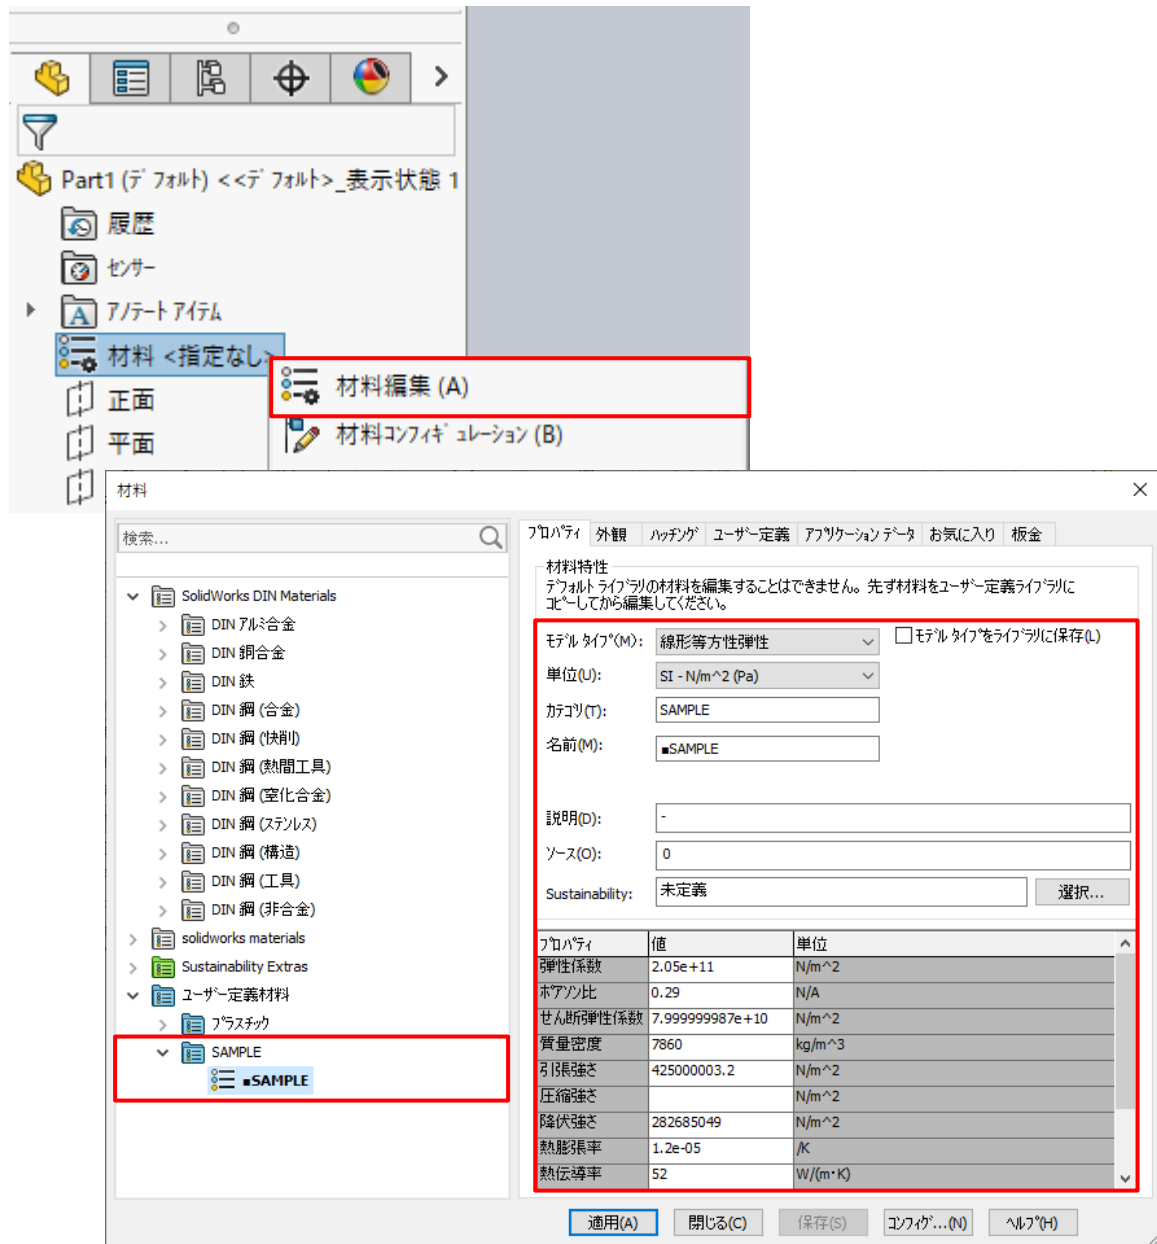 Part1 (ﾃﾞﾌｫﾙﾄ) <<ﾃﾞﾌｫﾙﾄ>_表示状態 1
履歴
ｾﾝｻｰ
ｱﾉﾃｰﾄ ｱｲﾃﾑ
材料 <指定なし>
材料編集 (A)
正面
材料ｺﾝﾌｨｷﾞｭﾚｰｼｮﾝ (B)
平面
材料
検索...
SolidWorks DIN Materials
DIN ｱﾙﾐ合金
DIN 銅合金
DIN 鉄
DIN 鋼 (合金)
DIN 鋼 (快削)
DIN 鋼 (熱間工具)
DIN 鋼 (窒化合金)
DIN 鋼 (ｽﾃﾝﾚｽ)
DIN 鋼 (構造)
DIN 鋼 (工具)
DIN 鋼 (非合金)
solidworks materials
Sustainability Extras
ﾕｰｻﾞｰ定義材料
ﾌﾟﾗｽﾁｯｸ
SAMPLE
■SAMPLE
ﾌﾟﾛﾊﾟﾃｨ 外観 ﾊｯﾁﾝｸﾞ ﾕｰｻﾞｰ定義 ｱﾌﾟﾘｹｰｼｮﾝ ﾃﾞｰﾀ お気に入り 板金
材料特性
ﾃﾞﾌｫﾙﾄ ﾗｲﾌﾞﾗﾘの材料を編集することはできません。先ず材料をﾕｰｻﾞｰ定義ﾗｲﾌﾞﾗﾘに
ｺﾋﾟｰしてから編集してください。
ﾓﾃﾞﾙ ﾀｲﾌﾟ(M): 線形等方性弾性 ﾓﾃﾞﾙ ﾀｲﾌﾟをﾗｲﾌﾞﾗﾘに保存(L)
単位(U): SI - N/m^2 (Pa)
ｶﾃｺﾞﾘ(T): SAMPLE
名前(M): ■SAMPLE
説明(D): -
ｿｰｽ(O): 0
Sustainability: 未定義 選択...
ﾌﾟﾛﾊﾟﾃｨ 値 単位
弾性係数 2.05e+11 N/m^2
ﾎﾟｱｿﾝ比 0.29 N/A
せん断弾性係数 7.999999987e+10 N/m^2
質量密度 7860 kg/m^3
引張強さ 425000003.2 N/m^2
圧縮強さ N/m^2
降伏強さ 282685049 N/m^2
熱膨張率 1.2e-05 /K
熱伝導率 52 W/(m･K)
適用(A) 閉じる(C) 保存(S) ｺﾝﾌｨｸﾞ...(N) ﾍﾙﾌﾟ(H)